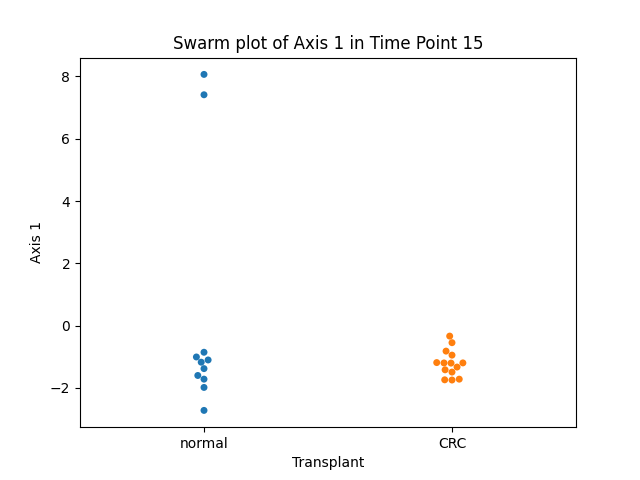 Swarm plot of Axis 1 in Time Point 15
8
6
4
2
0
−2
Axis 1
normal
CRC
Transplant